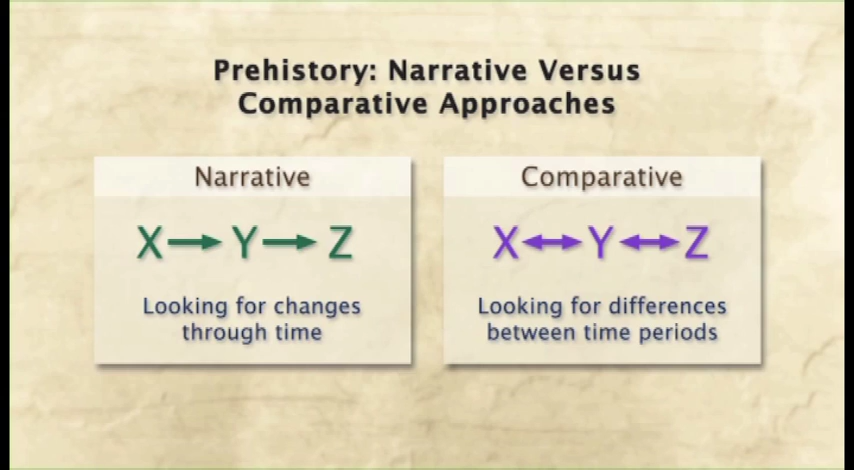 Prehistory: Narrative Versus
Comparative Approaches
Narrative
X→Y→Z
Looking for changes
through time
Comparative
X↔Y↔Z
Looking for differences
between time periods